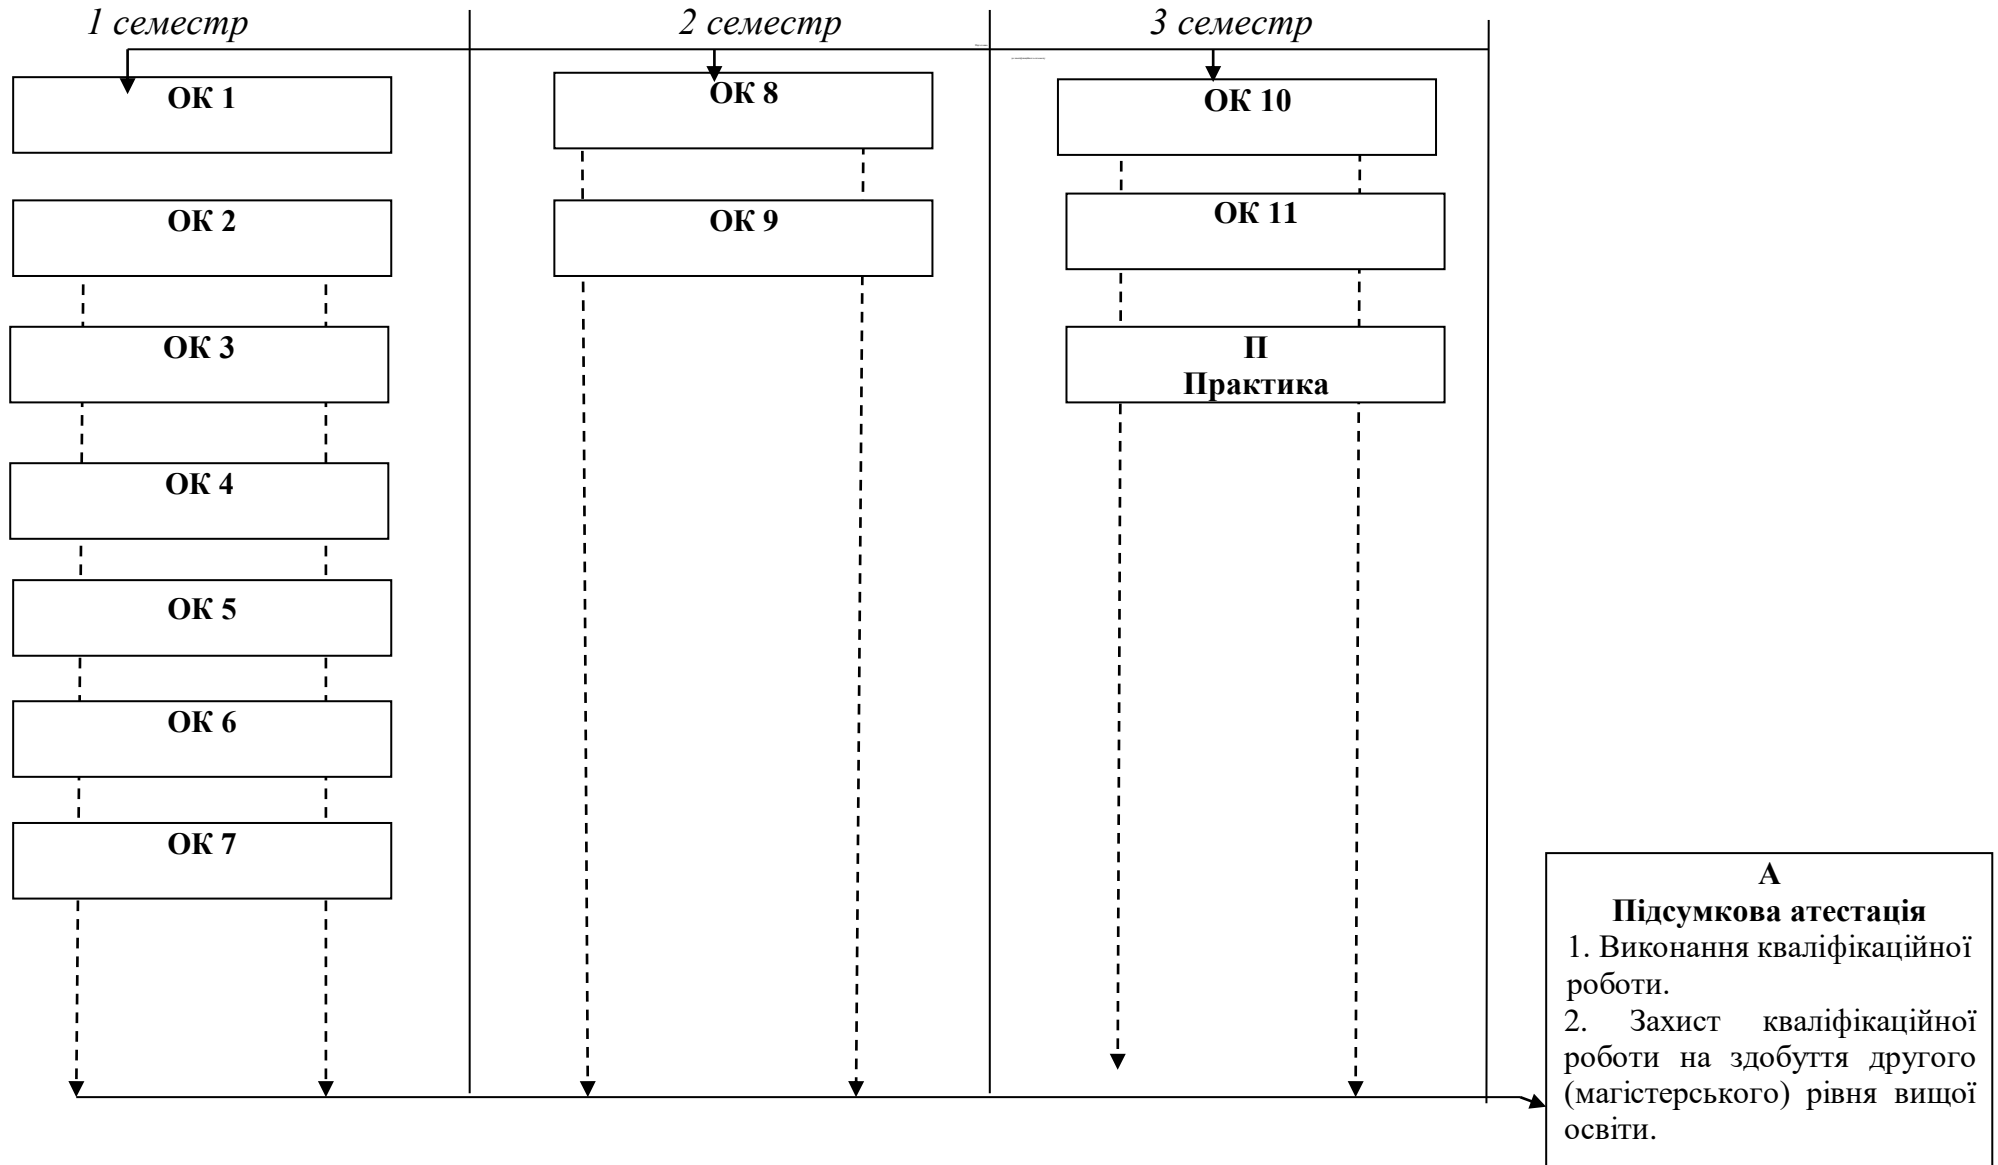 1 семестр
2 семестр
3 семестр
ОК 1
ОК 2
ОК 3
ОК 4
ОК 5
ОК 6
ОК 7
ОК 8
ОК 9
ОК 10
ОК 11
П
Практика
А
Підсумкова атестація
1. Виконання кваліфікаційної
роботи.
2. Захист кваліфікаційної
роботи на здобуття другого
(магістерського) рівня вищої
освіти.